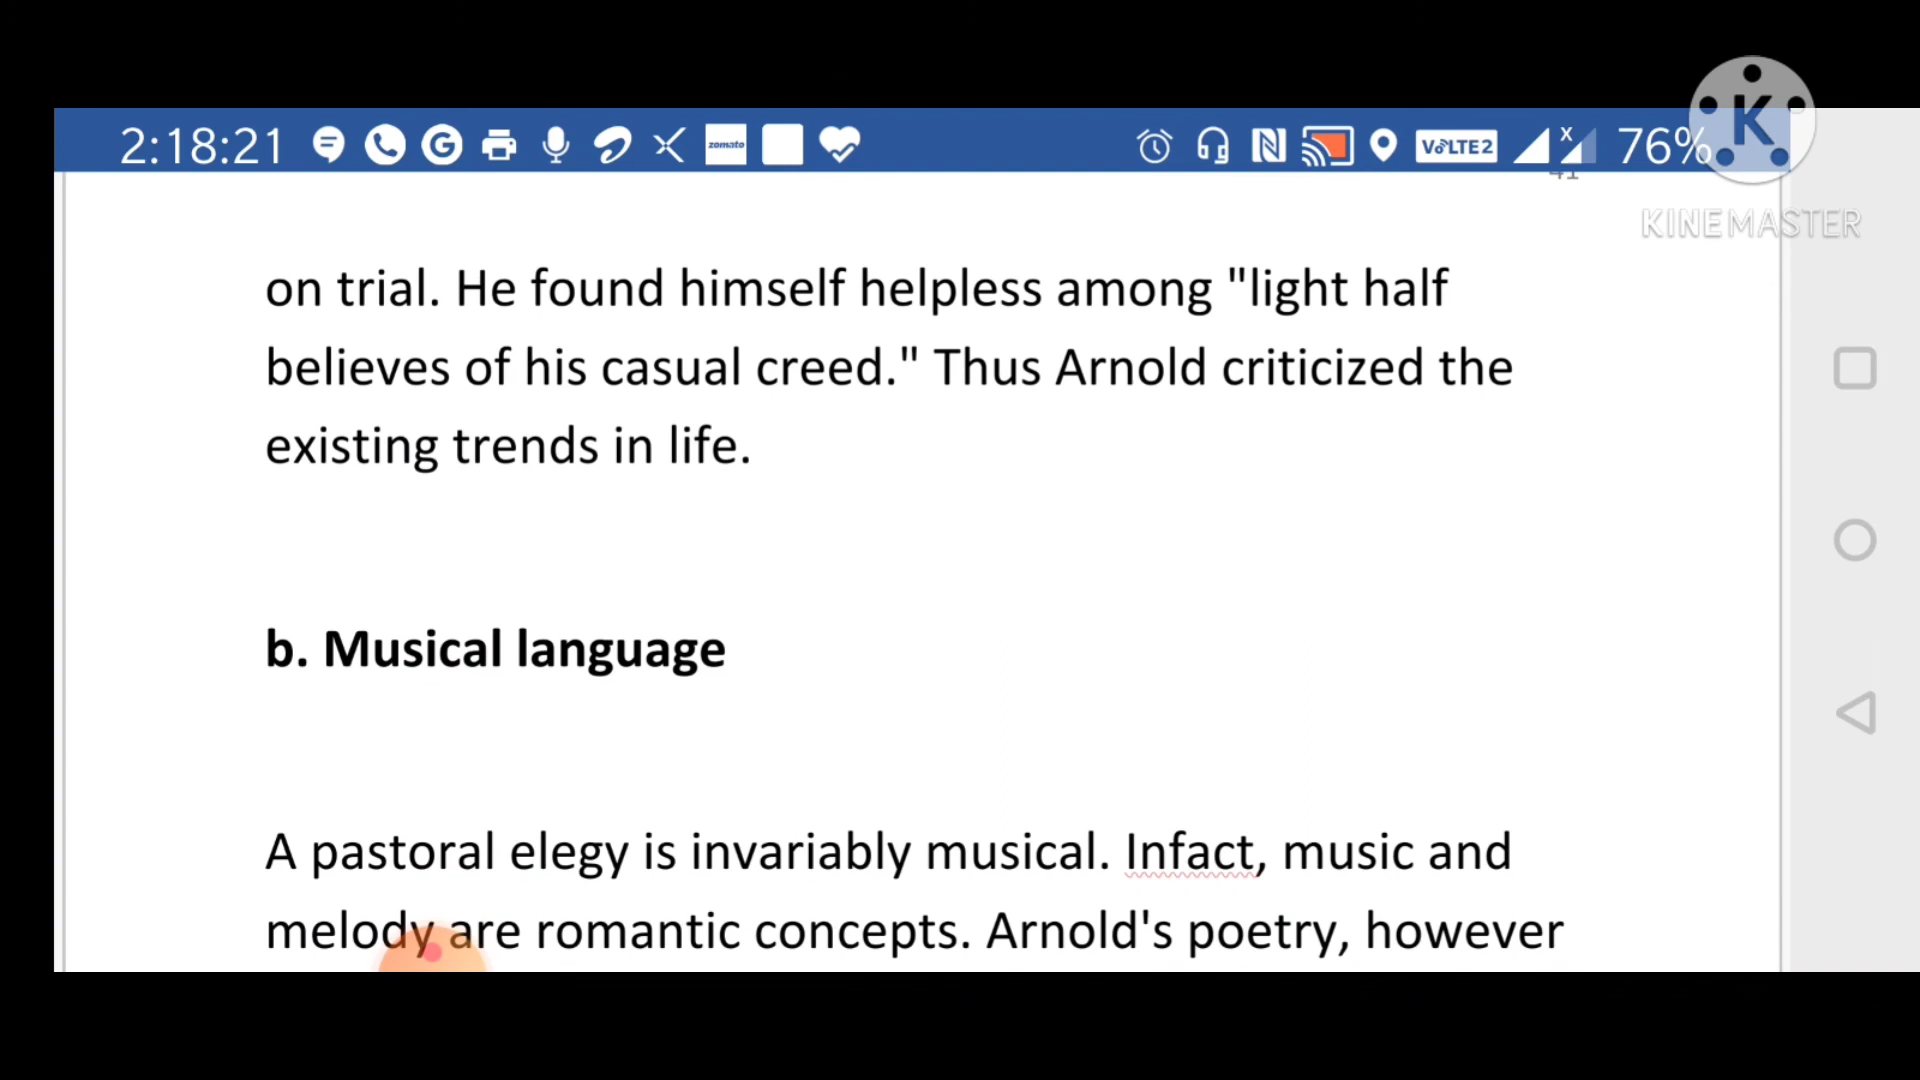 2:18:21 zomato VoLTE2 x 76%
K
41
KINEMASTER
on trial. He found himself helpless among "light half
believes of his casual creed." Thus Arnold criticized the
existing trends in life.
b. Musical language
A pastoral elegy is invariably musical. Infact, music and
melody are romantic concepts. Arnold's poetry, however